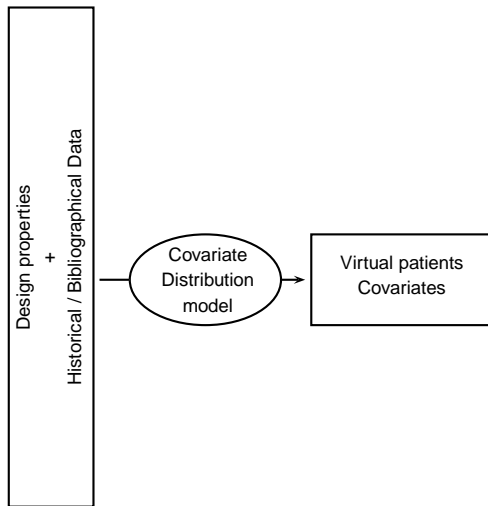 Design properties
+
Historical / Bibliographical Data
Covariate
Distribution
model
Virtual patients
Covariates